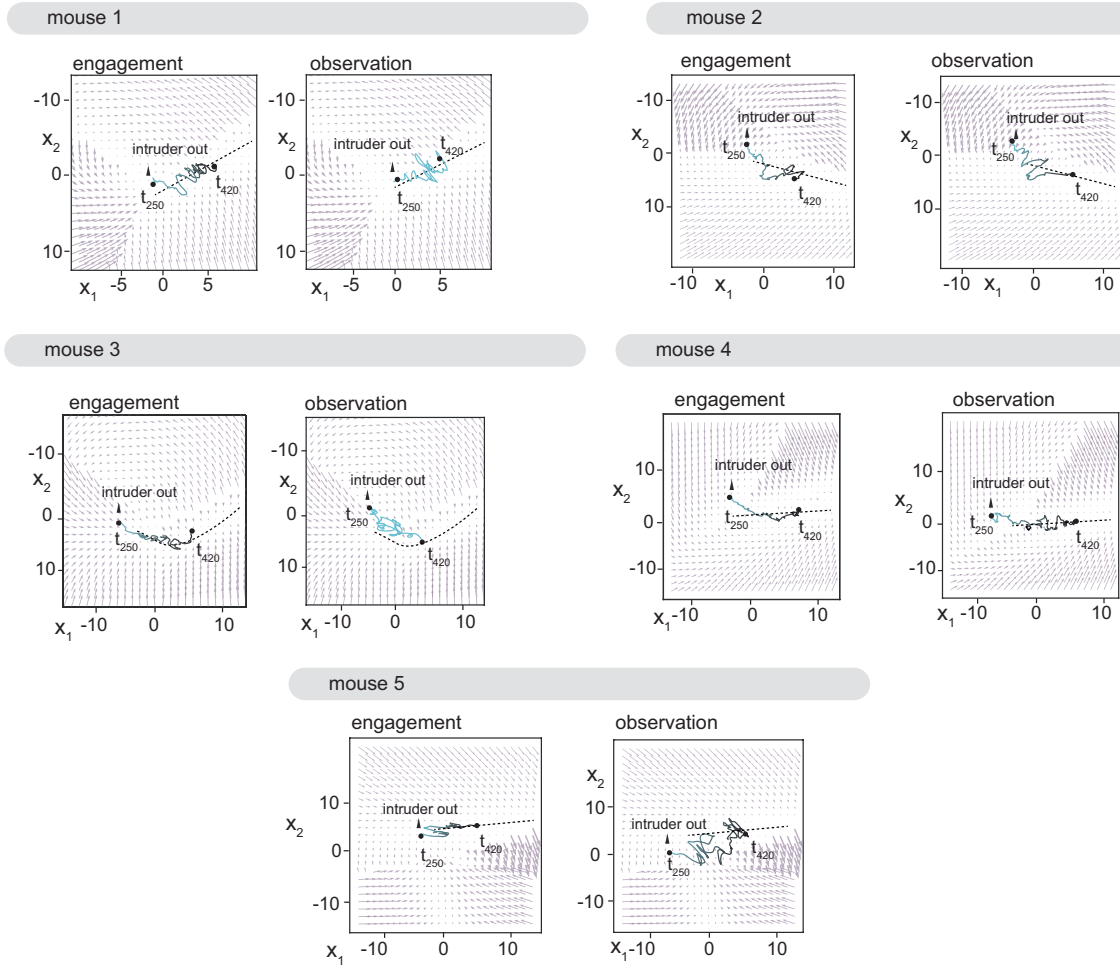 mouse 1
mouse 2
engagement
observation
engagement
observation
-10
x2
0
10
intruder out
t250
t420
x1 -5 0 5
intruder out
t250
t420
x1 0 5
-10
x2
0
10
intruder out
t250
t420
-10 x1 0 10
-10
x2
0
10
intruder out
t250
t420
-10 x1 0 10
mouse 3
mouse 4
engagement
observation
engagement
observation
-10
x2
0
10
intruder out
t250
t420
x1 -10 0 10
-10
x2
0
10
intruder out
t250
t420
x1 -10 0 10
10
x2
0
-10
intruder out
t250
t420
x1 -10 0 10
10
x2
0
-10
intruder out
t250
t420
x1 -10 0 10
mouse 5
engagement
observation
10
x2
0
-10
intruder out
t250
t420
x1 -10 0 10
x2
10
0
-10
intruder out
t250
t420
x1 -10 0 10